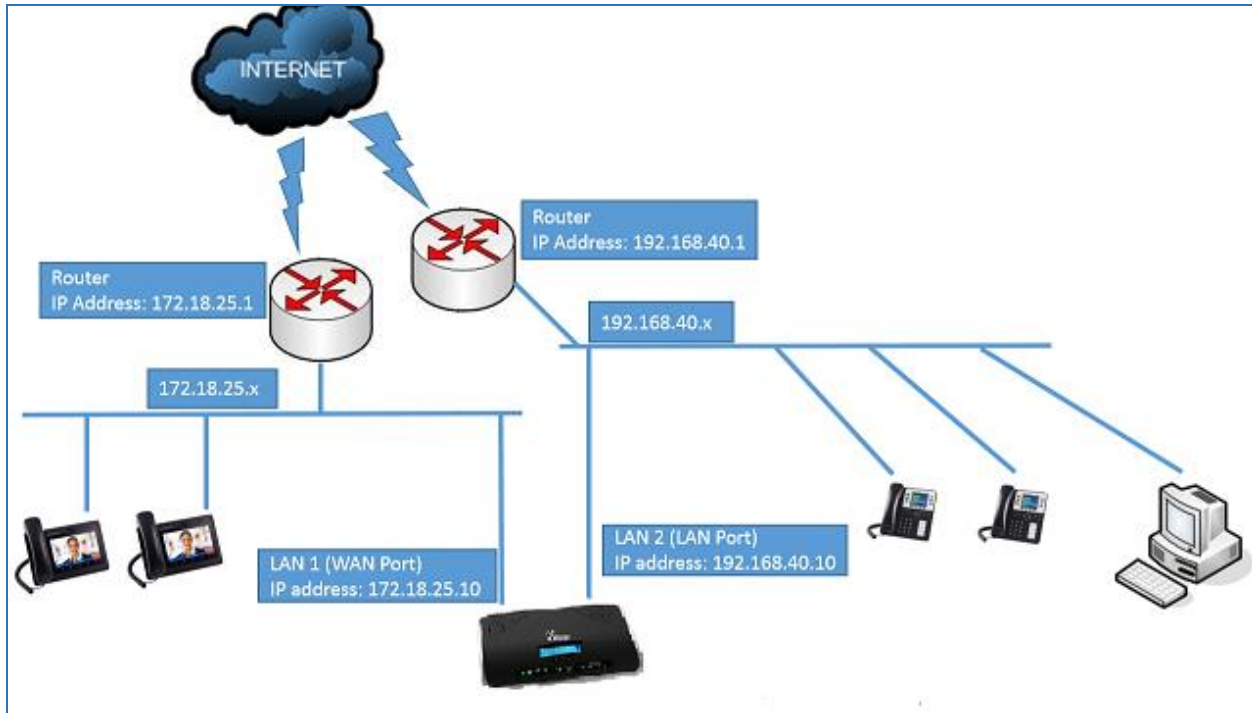 INTERNET
Router
IP Address: 192.168.40.1
Router
IP Address: 172.18.25.1
192.168.40.x
172.18.25.x
LAN 1 (WAN Port)
IP address: 172.18.25.10
LAN 2 (LAN Port)
IP address: 192.168.40.10